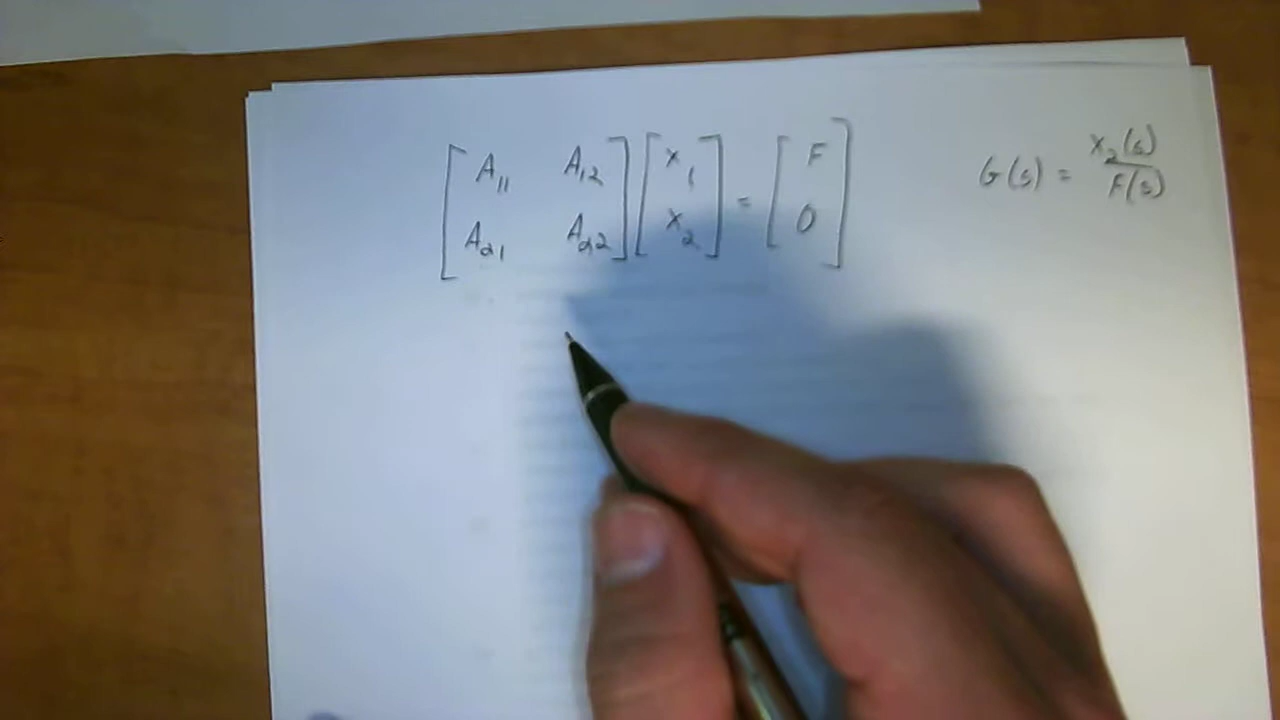 [ A₁₁ A₁₂ ] [ x₁ ] = [ F ]
[ A₂₁ A₂₂ ] [ x₂ ] [ 0 ]
G(s) = X₂(s) / F(s)